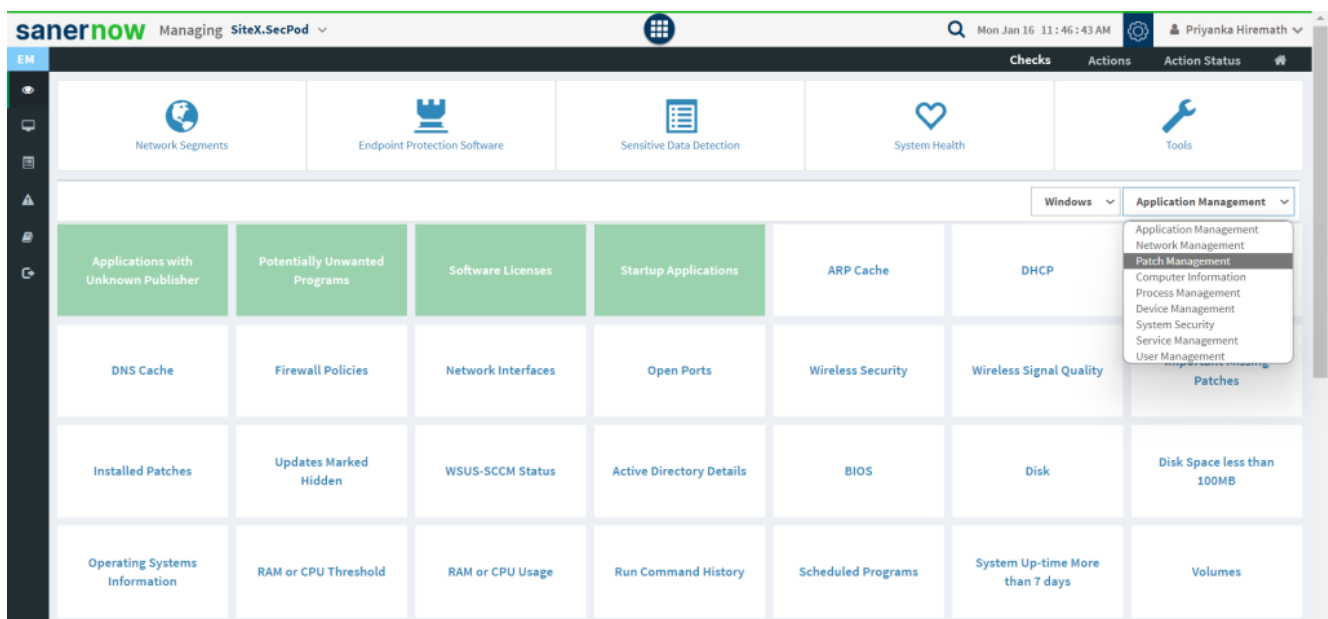 sanernow Managing SiteX.SecPod Mon Jan 16 11:46:43 AM Priyanka Hiremath
EM Checks Actions Action Status
Network Segments Endpoint Protection Software Sensitive Data Detection System Health Tools
Windows Application Management
Application Management
Network Management
Patch Management
Computer Information
Process Management
Device Management
System Security
Service Management
User Management
Applications with
Unknown Publisher
Potentially Unwanted
Programs
Software Licenses
Startup Applications
ARP Cache
DHCP
DNS Cache
Firewall Policies
Network Interfaces
Open Ports
Wireless Security
Wireless Signal Quality
Important Missing
Patches
Installed Patches
Updates Marked
Hidden
WSUS-SCCM Status
Active Directory Details
BIOS
Disk
Disk Space less than
100MB
Operating Systems
Information
RAM or CPU Threshold
RAM or CPU Usage
Run Command History
Scheduled Programs
System Up-time More
than 7 days
Volumes